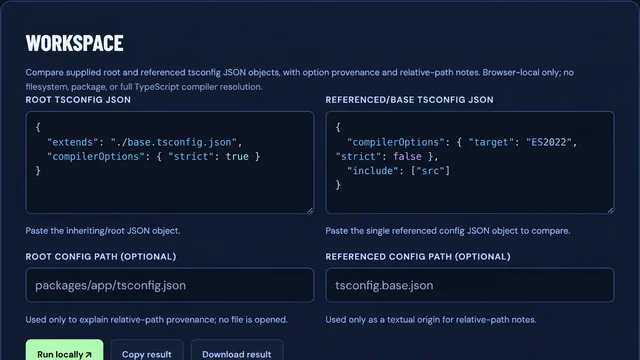 WORKSPACE
Compare supplied root and referenced tsconfig JSON objects, with option provenance and relative-path notes. Browser-local only; no
filesystem, package, or full TypeScript compiler resolution.
ROOT TSCONFIG JSON
{
  "extends": "./base.tsconfig.json",
  "compilerOptions": { "strict": true }
}
Paste the inheriting/root JSON object.
REFERENCED/BASE TSCONFIG JSON
{
  "compilerOptions": { "target": "ES2022",
"strict": false },
  "include": ["src"]
}
Paste the single referenced config JSON object to compare.
ROOT CONFIG PATH (OPTIONAL)
packages/app/tsconfig.json
Used only to explain relative-path provenance; no file is opened.
REFERENCED CONFIG PATH (OPTIONAL)
tsconfig.base.json
Used only as a textual origin for relative-path notes.
Run locally ↗
Copy result
Download result